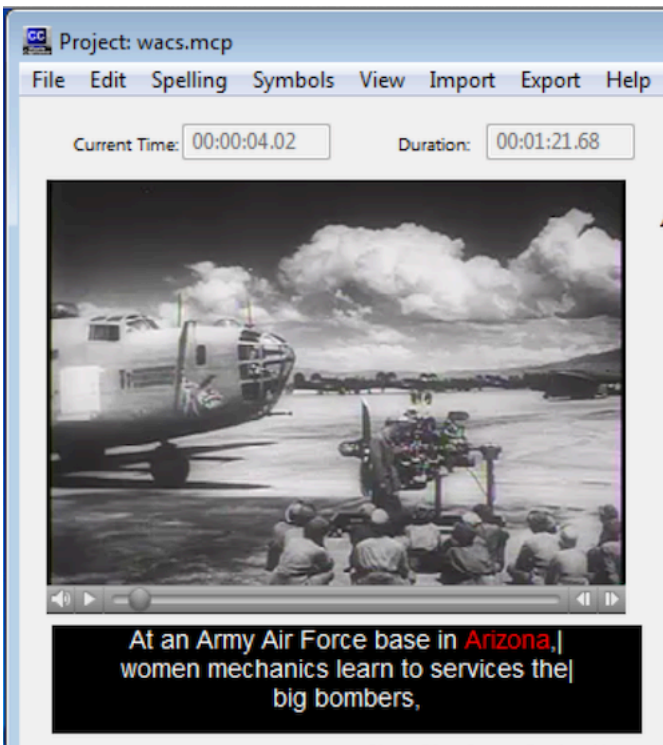 CC
Project: wacs.mcp
File Edit Spelling Symbols View Import Export Help
Current Time: 00:00:04.02 Duration: 00:01:21.68
At an Army Air Force base in Arizona,|
women mechanics learn to services the|
big bombers,